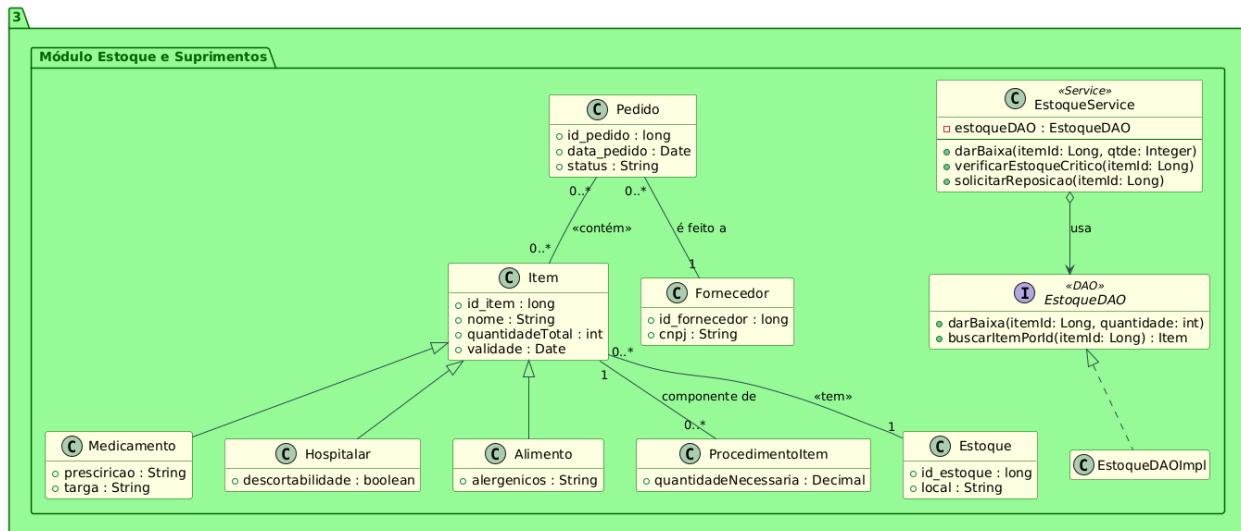 3
Módulo Estoque e Suprimentos
C Pedido
id_pedido : long
data_pedido : Date
status : String
«Service»
C EstoqueService
estoqueDAO : EstoqueDAO
darBaixa(itemId: Long, qtde: Integer)
verificarEstoqueCritico(itemId: Long)
solicitarReposicao(itemId: Long)
0..*
0..*
«contém»
é feito a
usa
0..*
1
C Item
id_item : long
nome : String
quantidadeTotal : int
validade : Date
C Fornecedor
id_fornecedor : long
cnpj : String
«DAO»
I EstoqueDAO
darBaixa(itemId: Long, quantidade: int)
buscarItemPorId(itemId: Long) : Item
0..*
1
componente de
«tem»
0..*
1
C Medicamento
presciricao : String
targa : String
C Hospitalar
descortabilidade : boolean
C Alimento
alergenicos : String
C ProcedimentoItem
quantidadeNecessaria : Decimal
C Estoque
id_estoque : long
local : String
C EstoqueDAOImpl